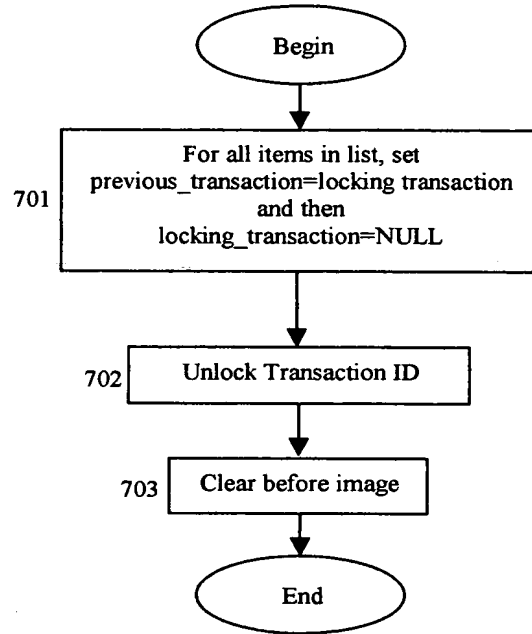 Begin
For all items in list, set
previous_transaction=locking transaction
and then
locking_transaction=NULL
701
Unlock Transaction ID
702
Clear before image
703
End